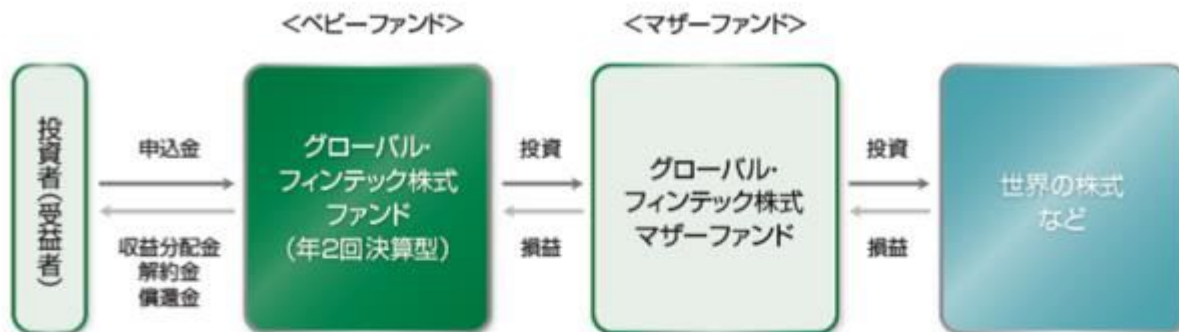 <ベビーファンド>
<マザーファンド>
投資者(受益者)
申込金
収益分配金
解約金
償還金
グローバル・
フィンテック株式
ファンド
(年2回決算型)
投資
損益
グローバル・
フィンテック株式
マザーファンド
投資
損益
世界の株式
など